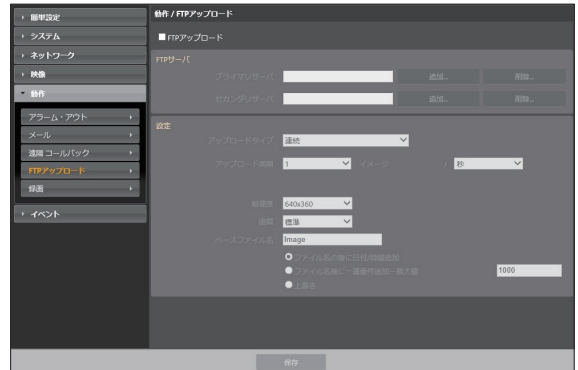 簡単設定
システム
ネットワーク
映像
動作
アラーム・アウト
メール
遠隔 コールバック
FTPアップロード
録画
イベント
動作 / FTPアップロード
FTPアップロード
FTPサーバ
プライマリサーバ 追加... 削除...
セカンダリサーバ 追加... 削除...
設定
アップロードタイプ 連続
アップロード周期 1 イメージ / 秒
解像度 640x360
画質 標準
ベースファイル名 Image
ファイル名の後に日付/時間追加
ファイル名後に一連番号追加－最大値 1000
上書き
保存